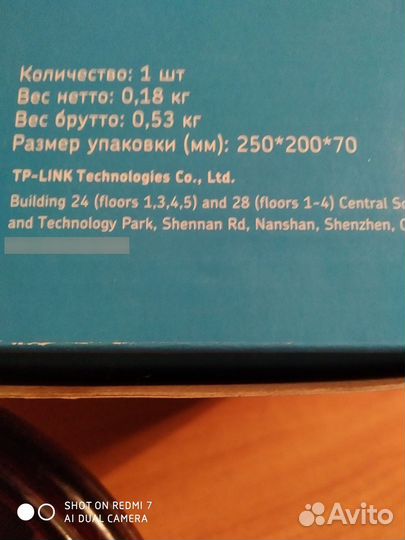 Количество: 1 шт
Вес нетто: 0,18 кг
Вес брутто: 0,53 кг
Размер упаковки (мм): 250*200*70
TP-LINK Technologies Co., Ltd.
Building 24 (floors 1,3,4,5) and 28 (floors 1-4) Central
and Technology Park, Shennan Rd, Nanshan, Shenzhen,
SHOT ON REDMI 7
AI DUAL CAMERA
Avito